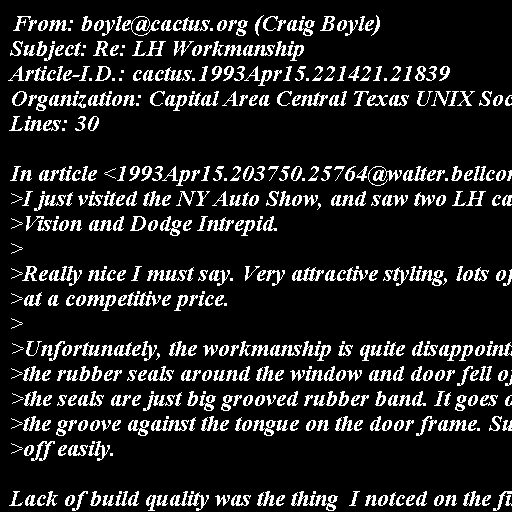 From: boyle@cactus.org (Craig Boyle)
Subject: Re: LH Workmanship
Article-I.D.: cactus.1993Apr15.221421.21839
Organization: Capital Area Central Texas UNIX Soc
Lines: 30

In article <1993Apr15.203750.25764@walter.bellcor
>I just visited the NY Auto Show, and saw two LH ca
>Vision and Dodge Intrepid.
>
>Really nice I must say. Very attractive styling, lots of
>at a competitive price.
>
>Unfortunately, the workmanship is quite disappointi
>the rubber seals around the window and door fell of
>the seals are just big grooved rubber band. It goes o
>the groove against the tongue on the door frame. Su
>off easily.

Lack of build quality was the thing  I notced on the fi